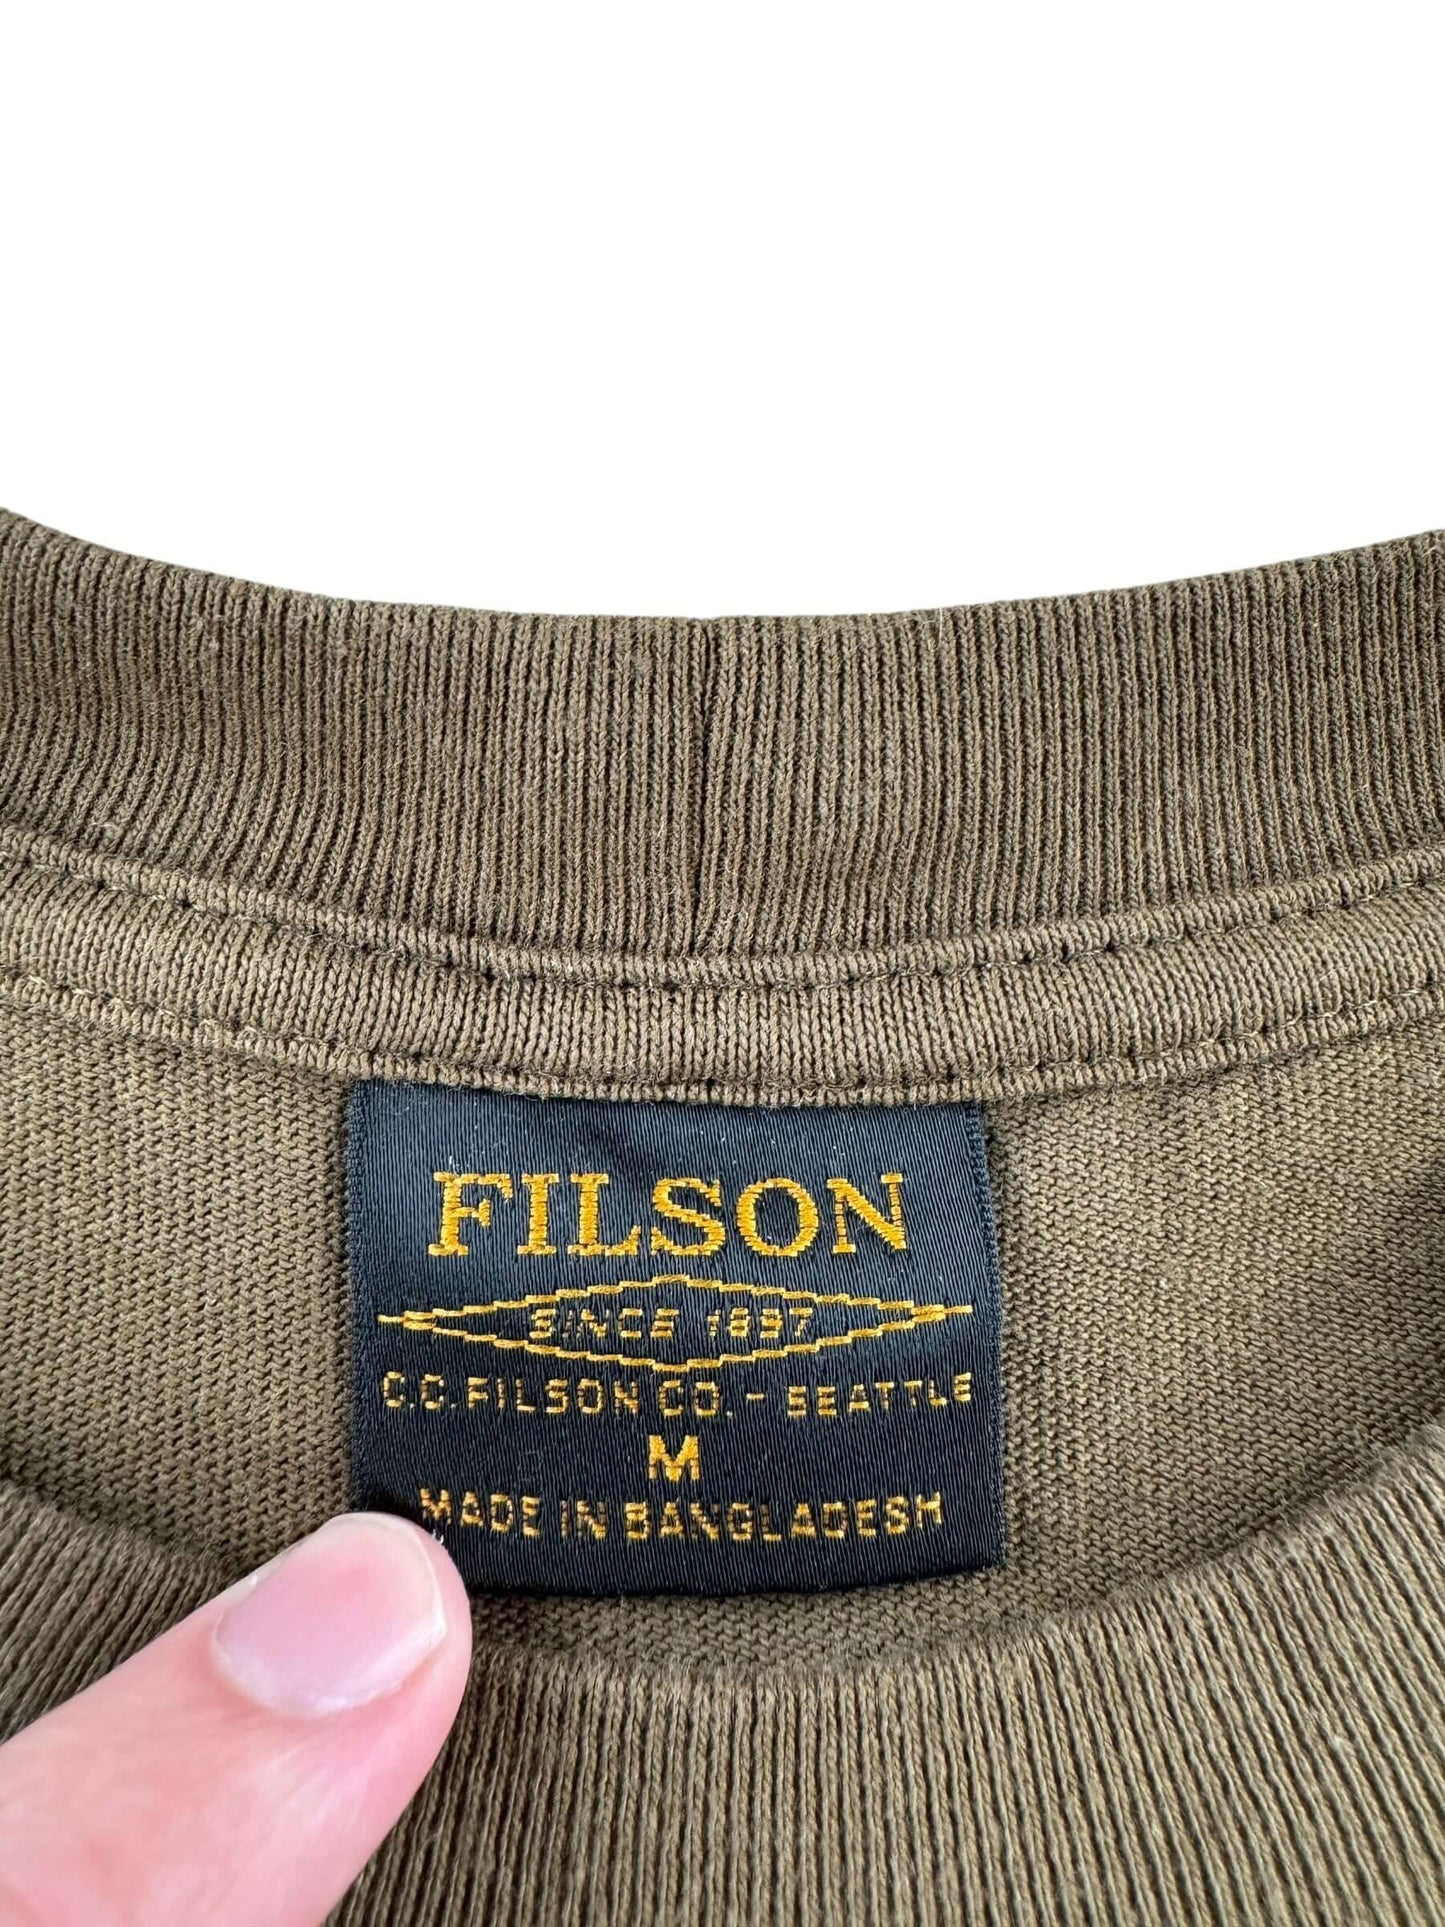 FILSON
SINCE 1897
C.C. FILSON CO. - SEATTLE
M
MADE IN BANGLADESH